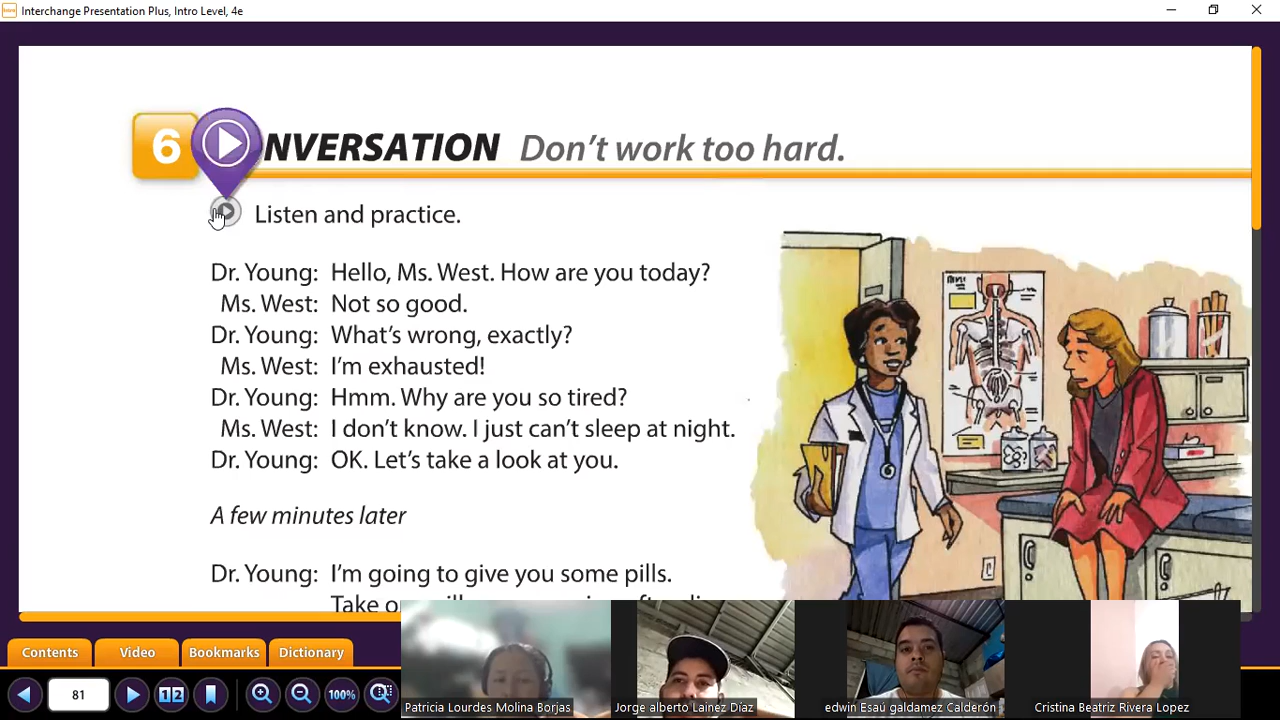 Interchange Presentation Plus, Intro Level, 4e
6 NVERSATION Don't work too hard.
Listen and practice.
Dr. Young: Hello, Ms. West. How are you today?
Ms. West: Not so good.
Dr. Young: What's wrong, exactly?
Ms. West: I'm exhausted!
Dr. Young: Hmm. Why are you so tired?
Ms. West: I don't know. I just can't sleep at night.
Dr. Young: OK. Let's take a look at you.
A few minutes later
Dr. Young: I'm going to give you some pills.
Contents Video Bookmarks Dictionary
81 1 2 100%
Patricia Lourdes Molina Borjas
Jorge alberto Lainez Díaz
edwin Esaú galdamez Calderón
Cristina Beatriz Rivera Lopez